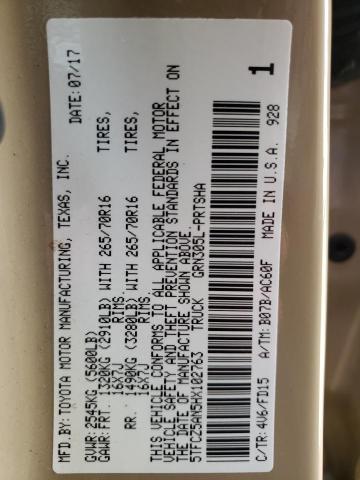 MFD. BY: TOYOTA MOTOR MANUFACTURING, TEXAS, INC. DATE: 07/17
GVWR: 2545KG (5600LB)
GAWR: FRT. 1320KG (2910LB) WITH 265/70R16 TIRES,
16X7J RIMS.
RR. 1490KG (3280LB) WITH 265/70R16 TIRES,
16X7J RIMS.
THIS VEHICLE CONFORMS TO ALL APPLICABLE FEDERAL MOTOR
VEHICLE SAFETY AND THEFT PREVENTION STANDARDS IN EFFECT ON
THE DATE OF MANUFACTURE SHOWN ABOVE.
5TFCZ5AN5HX102763 TRUCK GRN305L-PRTSHA
C/TR: 4V6/FD15 A/TM: B07B/AC60F MADE IN U.S.A. 928
1